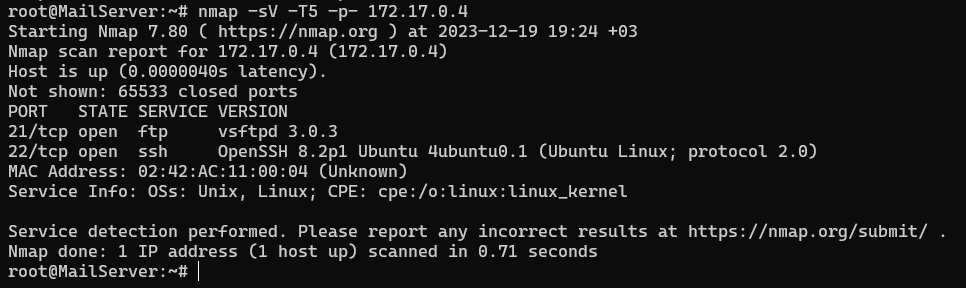 root@MailServer:~# nmap -sV -T5 -p- 172.17.0.4
Starting Nmap 7.80 ( https://nmap.org ) at 2023-12-19 19:24 +03
Nmap scan report for 172.17.0.4 (172.17.0.4)
Host is up (0.0000040s latency).
Not shown: 65533 closed ports
PORT   STATE SERVICE VERSION
21/tcp open  ftp     vsftpd 3.0.3
22/tcp open  ssh     OpenSSH 8.2p1 Ubuntu 4ubuntu0.1 (Ubuntu Linux; protocol 2.0)
MAC Address: 02:42:AC:11:00:04 (Unknown)
Service Info: OSs: Unix, Linux; CPE: cpe:/o:linux:linux_kernel
Service detection performed. Please report any incorrect results at https://nmap.org/submit/ .
Nmap done: 1 IP address (1 host up) scanned in 0.71 seconds
root@MailServer:~#